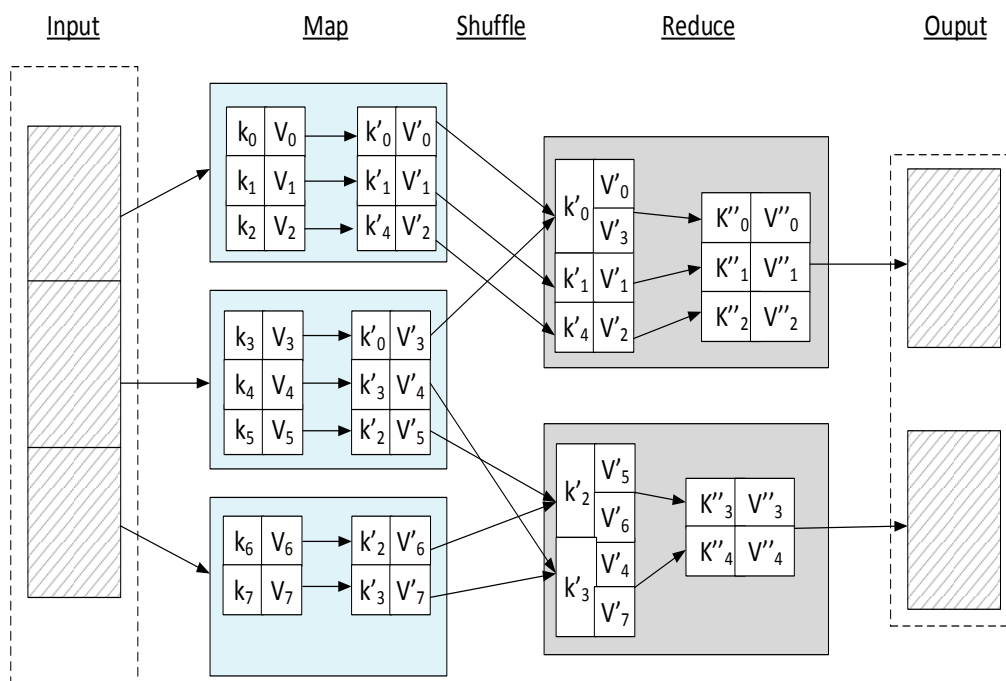 Input Map Shuffle Reduce Ouput
k₀ V₀ k’₀ V’₀
k₁ V₁ k’₁ V’₁
k₂ V₂ k’₄ V’₂
k₃ V₃ k’₀ V’₃
k₄ V₄ k’₃ V’₄
k₅ V₅ k’₂ V’₅
k₆ V₆ k’₂ V’₆
k₇ V₇ k’₃ V’₇
k’₀ V’₀
V’₃
k’₁ V’₁
k’₄ V’₂
K’’₀ V’’₀
K’’₁ V’’₁
K’’₂ V’’₂
k’₂ V’₅
V’₆
k’₃ V’₄
V’₇
K’’₃ V’’₃
K’’₄ V’’₄